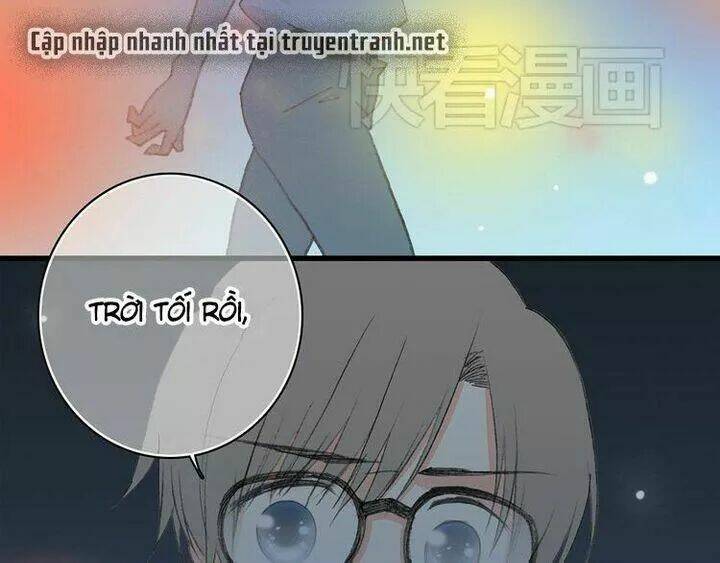 Cập nhập nhanh nhất tại truyentranh.net
快看漫画
TRỜI TỐI RỒI,